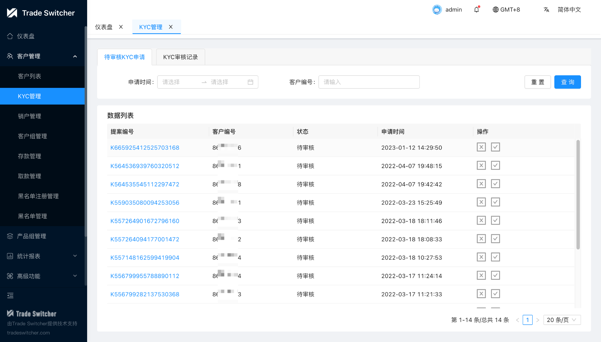 Trade Switcher
admin
GMT+8
简体中文
仪表盘
仪表盘 ×
KYC管理 ×
客户管理
客户列表
KYC管理
销户管理
客户组管理
存款管理
取款管理
黑名单注册管理
黑名单管理
产品组管理
统计报表
高级功能
Trade Switcher
由Trade Switcher提供技术支持
tradeswitcher.com
待审核KYC申请
KYC审核记录
申请时间: 请选择 → 请选择
客户编号: 请输入
重 置
查 询
数据列表
提案编号 客户编号 状态 申请时间 操作
K665925412525703168 8 6 待审核 2023-01-12 14:29:50
K564536939760320512 8 1 待审核 2022-04-07 19:48:15
K564535545112297472 8 8 待审核 2022-04-07 19:42:42
K559035060094253056 8 1 待审核 2022-03-23 15:25:49
K557264901672796160 8 3 待审核 2022-03-18 18:11:46
K557264094177001472 8 2 待审核 2022-03-18 18:08:33
K557148162599419904 8 4 待审核 2022-03-18 10:27:53
K556799955788890112 8 4 待审核 2022-03-17 11:24:14
K556799282137530368 8 3 待审核 2022-03-17 11:21:33
第 1-14 条/总共 14 条 < 1 > 20 条/页